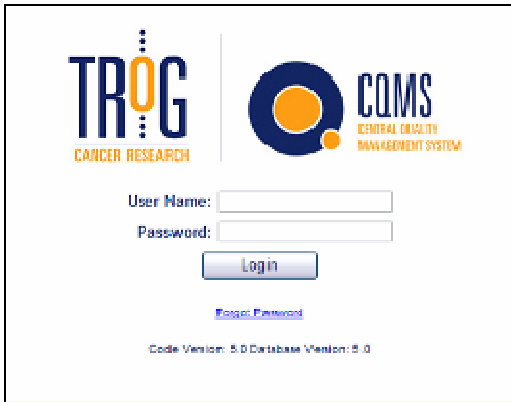 TROG
CANCER RESEARCH
CQMS
CENTRAL QUALITY
MANAGEMENT SYSTEM
User Name:
Password:
Login
Forgot Password
Code Version: 5.0 Database Version: 5.0